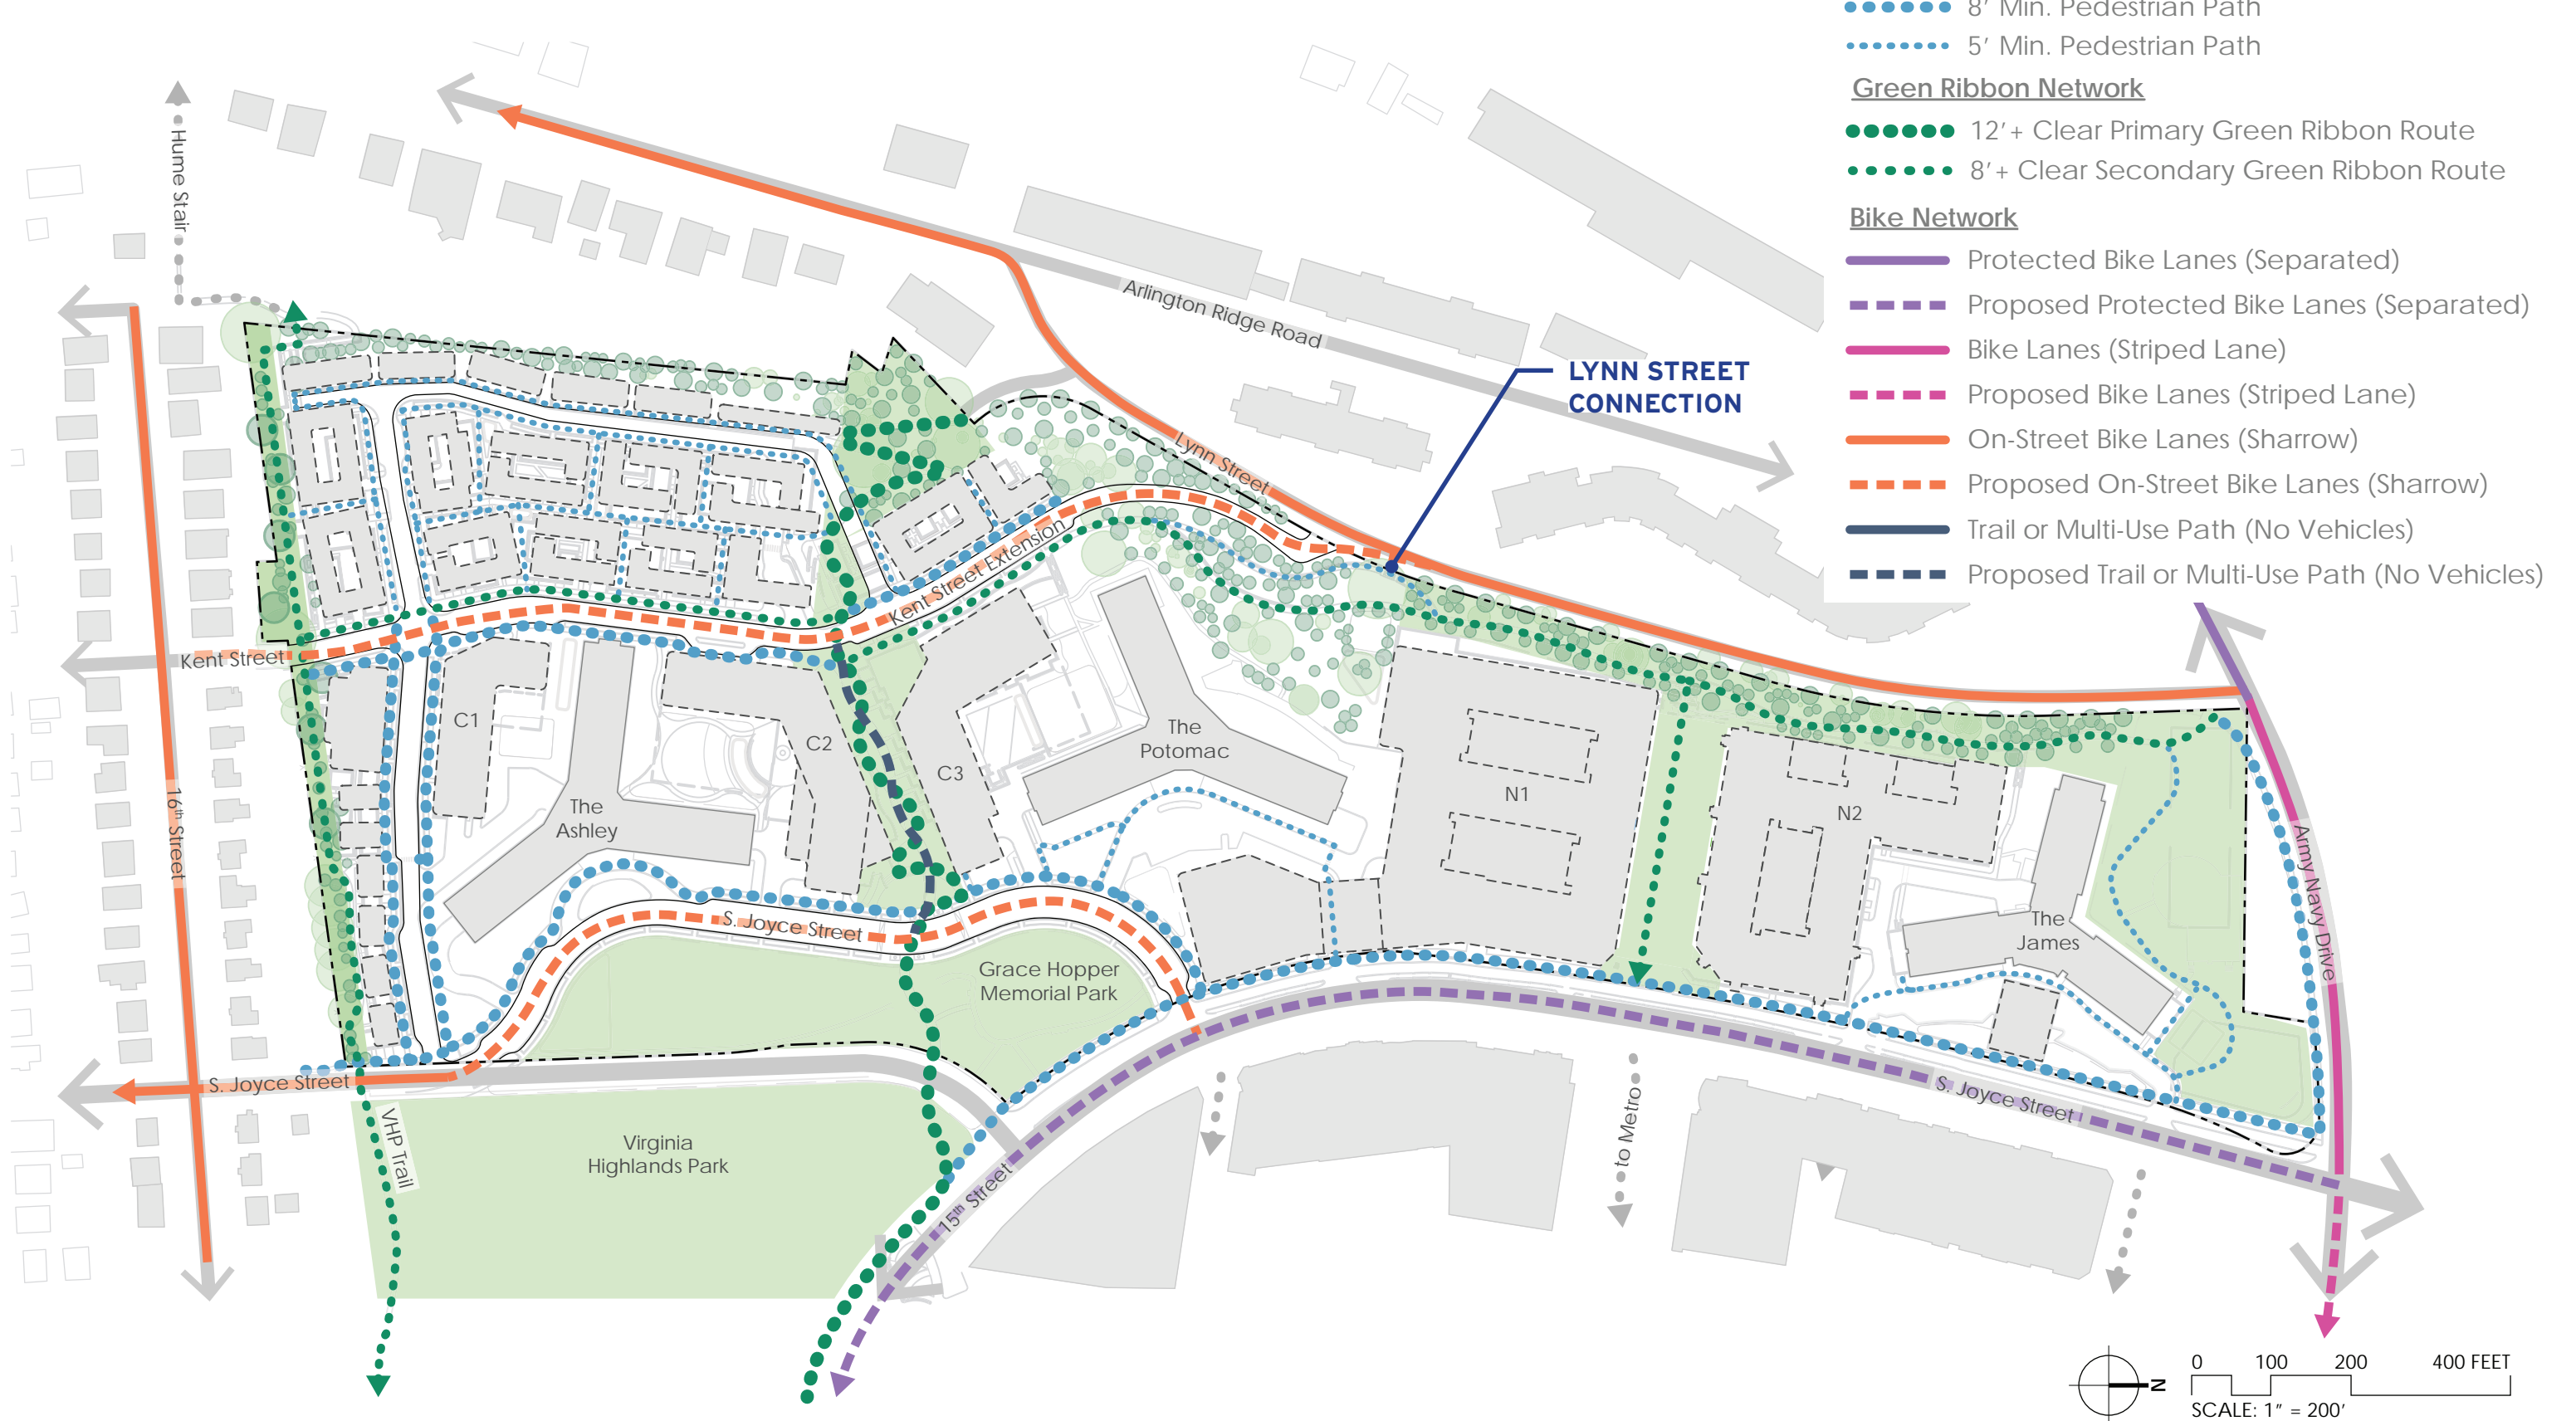 8' Min. Pedestrian Path
5' Min. Pedestrian Path
Green Ribbon Network
12'+ Clear Primary Green Ribbon Route
8'+ Clear Secondary Green Ribbon Route
Bike Network
Protected Bike Lanes (Separated)
Proposed Protected Bike Lanes (Separated)
Bike Lanes (Striped Lane)
Proposed Bike Lanes (Striped Lane)
On-Street Bike Lanes (Sharrow)
Proposed On-Street Bike Lanes (Sharrow)
Trail or Multi-Use Path (No Vehicles)
Proposed Trail or Multi-Use Path (No Vehicles)
Hume Stair
Arlington Ridge Road
LYNN STREET
CONNECTION
Lynn Street
Kent Street Extension
Kent Street
C1
C2
C3
The
Potomac
The
Ashley
N1
N2
16th Street
Army Navy Drive
The
James
S. Joyce Street
Grace Hopper
Memorial Park
S. Joyce Street
S. Joyce Street
VHP Trail
Virginia
Highlands Park
15th Street
to Metro
N
0 100 200 400 FEET
SCALE: 1" = 200'